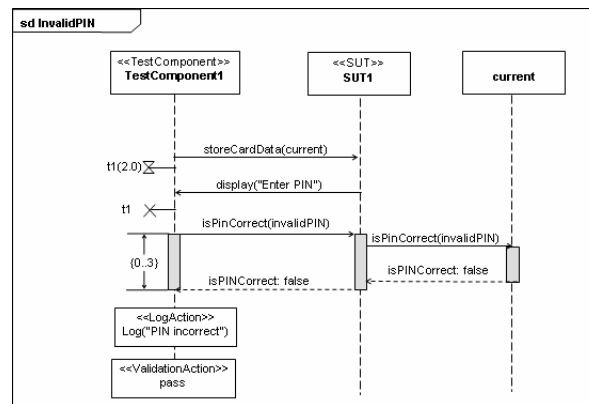 sd InvalidPIN
<<TestComponent>>
TestComponent1
<<SUT>>
SUT1
current
storeCardData(current)
t1(2.0)
display("Enter PIN")
t1
isPinCorrect(invalidPIN)
isPinCorrect(invalidPIN)
{0..3}
isPINCorrect: false
isPINCorrect: false
<<LogAction>>
Log("PIN incorrect")
<<ValidationAction>>
pass